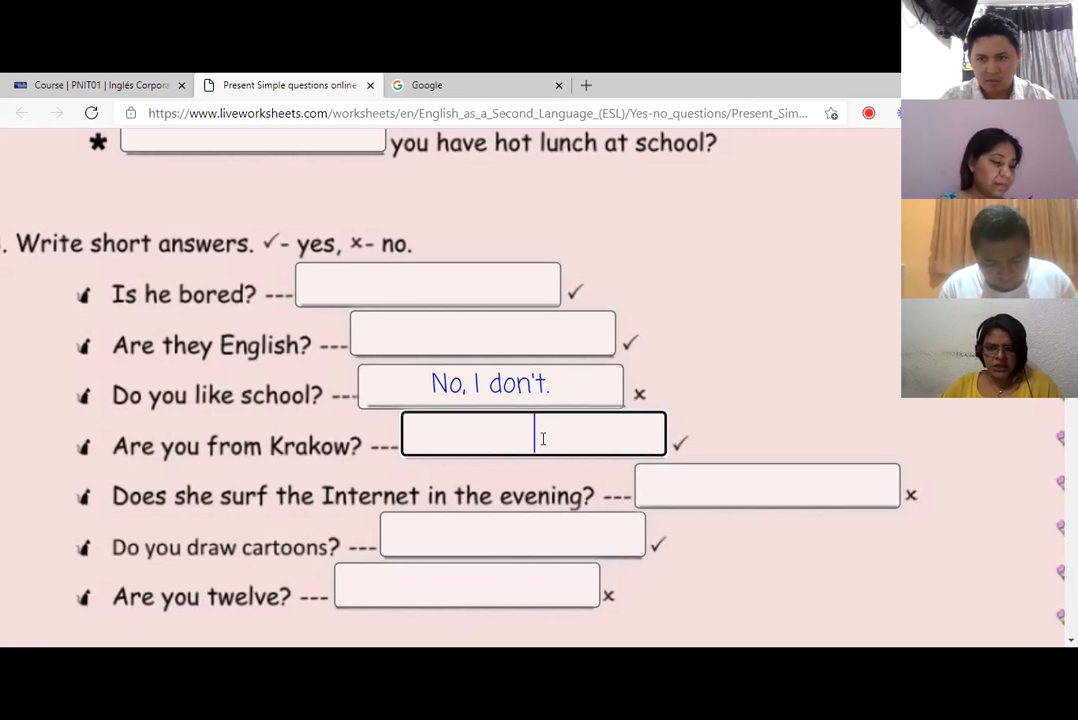 Course | PNIT01 | Inglés Corpora
Present Simple questions online
Google
https://www.liveworksheets.com/worksheets/en/English_as_a_Second_Language_(ESL)/Yes-no_questions/Present_Sim...
* you have hot lunch at school?
. Write short answers. ✓- yes, ×- no.
Is he bored? --- ✓
Are they English? --- ✓
Do you like school? --- No, I don't. ×
Are you from Krakow? --- ✓
Does she surf the Internet in the evening? --- ×
Do you draw cartoons? --- ✓
Are you twelve? --- ×